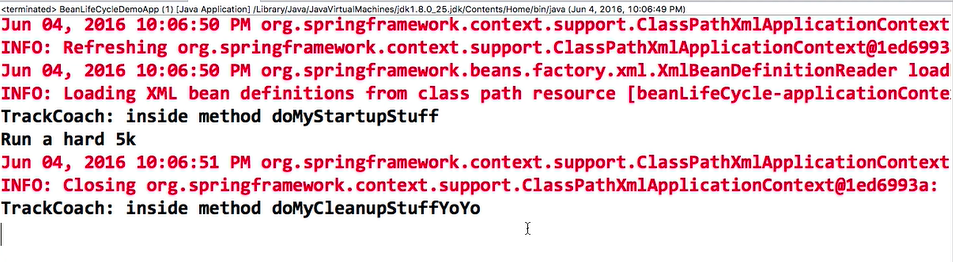 <terminated> BeanLifeCycleDemoApp (1) [Java Application] /Library/Java/JavaVirtualMachines/jdk1.8.0_25.jdk/Contents/Home/bin/java (Jun 4, 2016, 10:06:49 PM)
Jun 04, 2016 10:06:50 PM org.springframework.context.support.ClassPathXmlApplicationContext
INFO: Refreshing org.springframework.context.support.ClassPathXmlApplicationContext@1ed6993
Jun 04, 2016 10:06:50 PM org.springframework.beans.factory.xml.XmlBeanDefinitionReader load
INFO: Loading XML bean definitions from class path resource [beanLifeCycle-applicationConte
TrackCoach: inside method doMyStartupStuff
Run a hard 5k
Jun 04, 2016 10:06:51 PM org.springframework.context.support.ClassPathXmlApplicationContext
INFO: Closing org.springframework.context.support.ClassPathXmlApplicationContext@1ed6993a:
TrackCoach: inside method doMyCleanupStuffYoYo